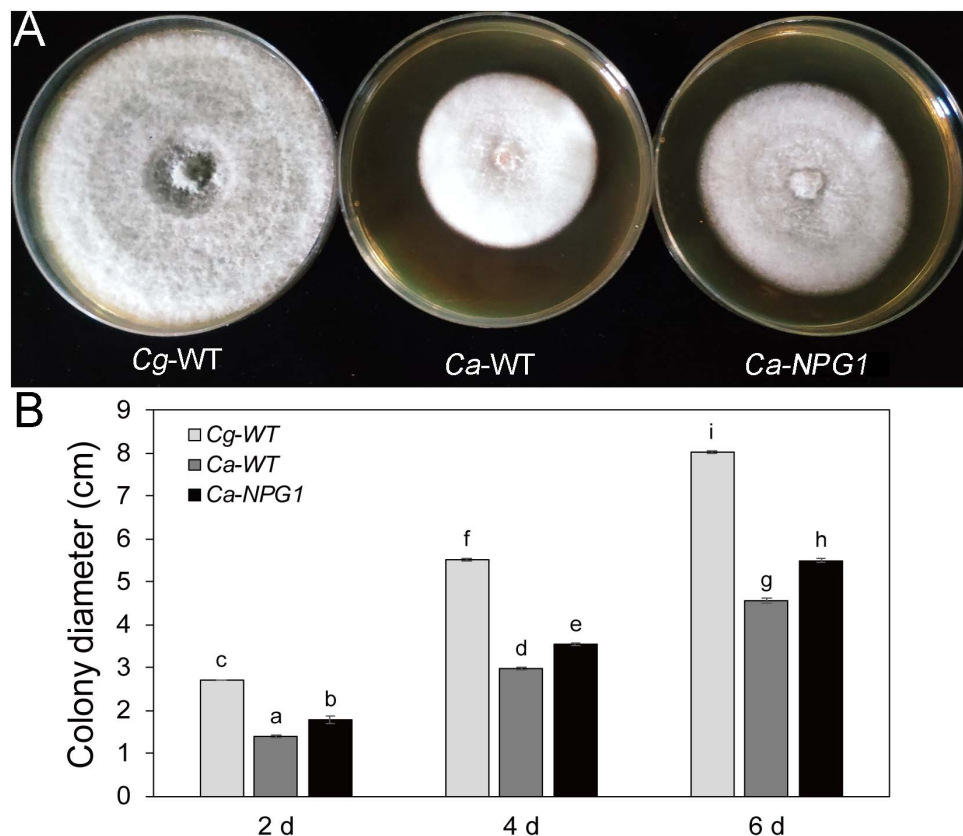 A
Cg-WT
Ca-WT
Ca-NPG1
B
Colony diameter (cm)
9
8
7
6
5
4
3
2
1
0
Cg-WT
Ca-WT
Ca-NPG1
c
a
b
f
d
e
i
g
h
2 d
4 d
6 d